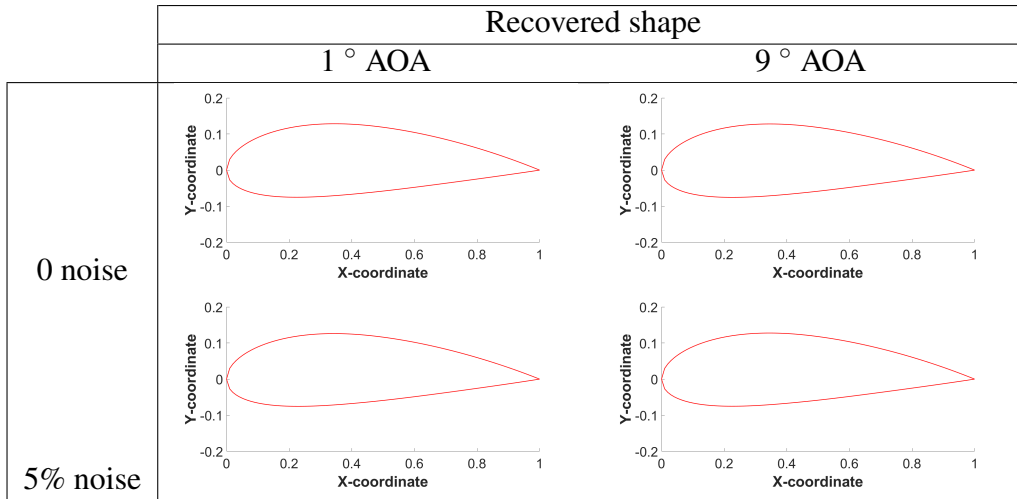 Recovered shape
1 ° AOA 9 ° AOA
0 noise
0.2
0.1
0
-0.1
-0.2
Y-coordinate
0 0.2 0.4 0.6 0.8 1
X-coordinate
0.2
0.1
0
-0.1
-0.2
Y-coordinate
0 0.2 0.4 0.6 0.8 1
X-coordinate
5% noise
0.2
0.1
0
-0.1
-0.2
Y-coordinate
0 0.2 0.4 0.6 0.8 1
X-coordinate
0.2
0.1
0
-0.1
-0.2
Y-coordinate
0 0.2 0.4 0.6 0.8 1
X-coordinate